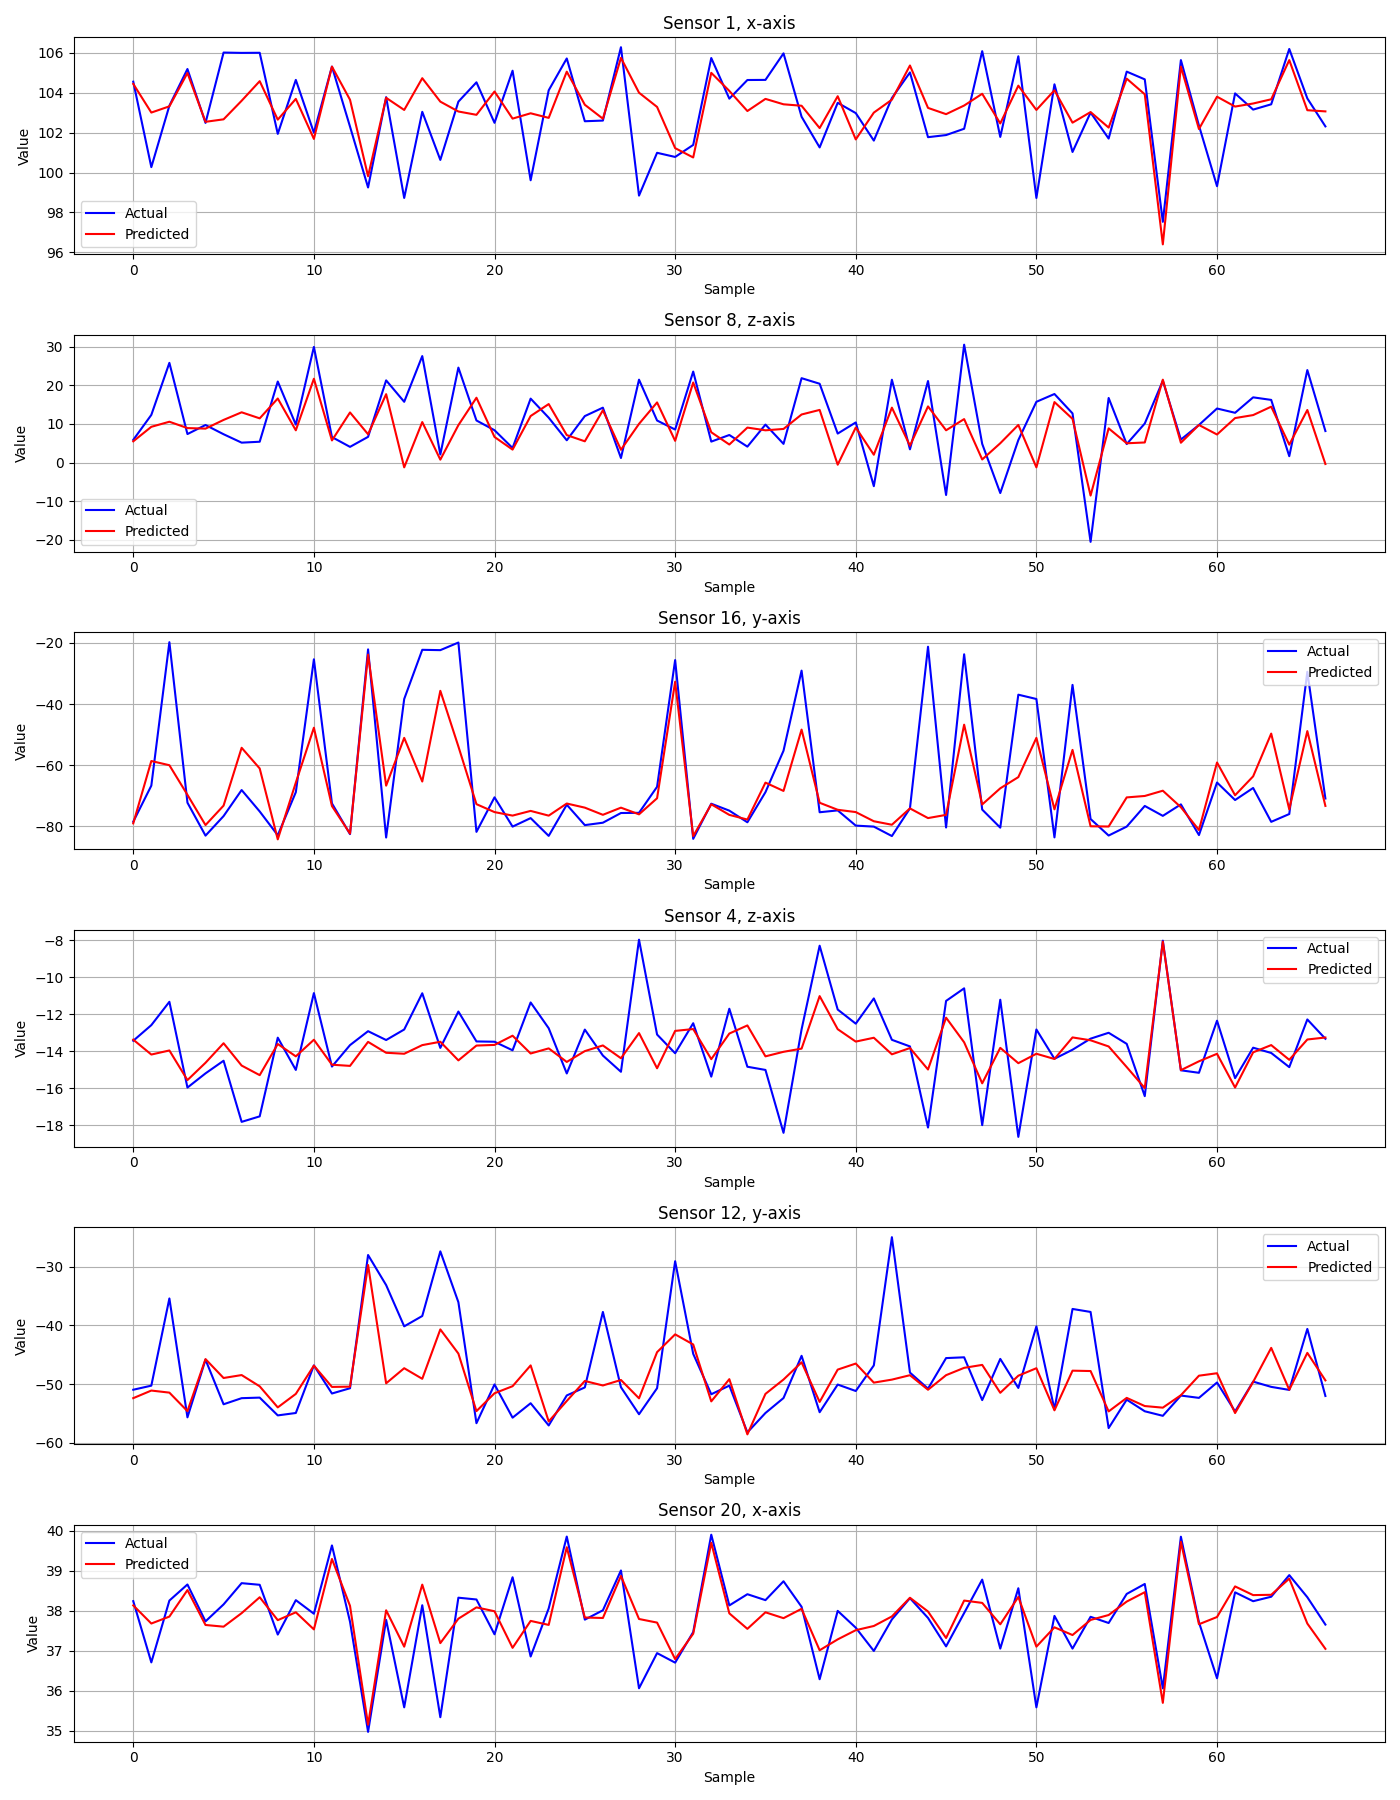 Sensor 1, x-axis
106
104
102
100
98
96
Value
Actual
Predicted
0 10 20 30 40 50 60
Sample
Sensor 8, z-axis
30
20
10
0
−10
−20
Value
Actual
Predicted
0 10 20 30 40 50 60
Sample
Sensor 16, y-axis
−20
−40
−60
−80
Value
Actual
Predicted
0 10 20 30 40 50 60
Sample
Sensor 4, z-axis
−8
−10
−12
−14
−16
−18
Value
Actual
Predicted
0 10 20 30 40 50 60
Sample
Sensor 12, y-axis
−30
−40
−50
−60
Value
Actual
Predicted
0 10 20 30 40 50 60
Sample
Sensor 20, x-axis
40
39
38
37
36
35
Value
Actual
Predicted
0 10 20 30 40 50 60
Sample